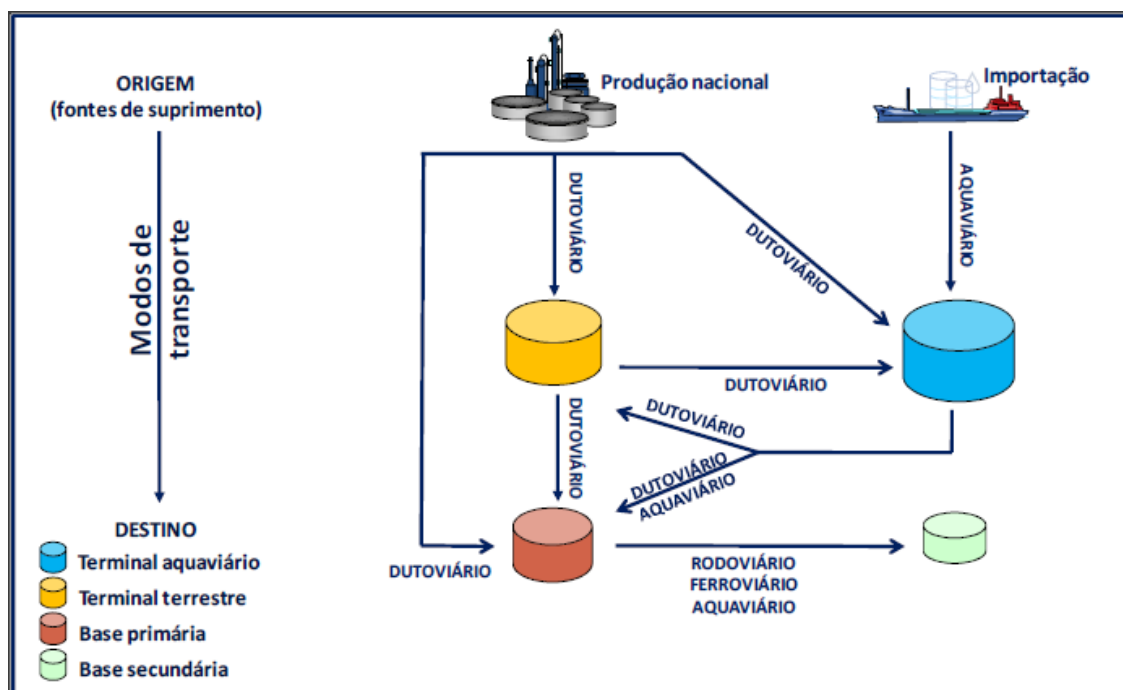 ORIGEM
(fontes de suprimento)
Produção nacional
Importação
Modos de
transporte
DUTOVIÁRIO
DUTOVIÁRIO
AQUAVIÁRIO
DUTOVIÁRIO
DUTOVIÁRIO
DUTOVIÁRIO
DUTOVIÁRIO
AQUAVIÁRIO
DUTOVIÁRIO
RODOVIÁRIO
FERROVIÁRIO
AQUAVIÁRIO
DESTINO
Terminal aquaviário
Terminal terrestre
Base primária
Base secundária